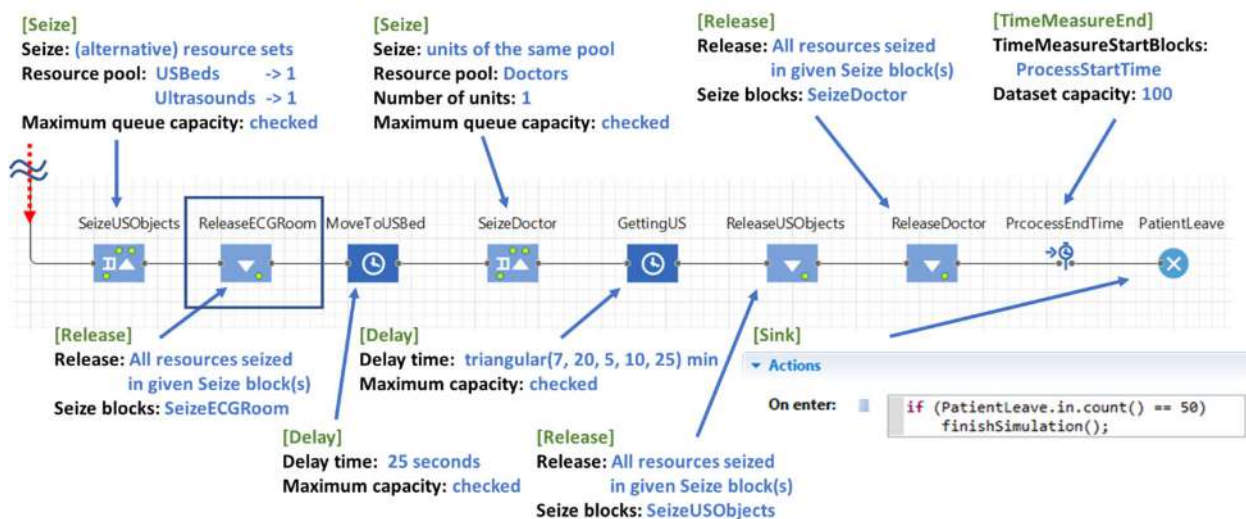 [Seize]
Seize: (alternative) resource sets
Resource pool: USBeds -> 1
Ultrasounds -> 1
Maximum queue capacity: checked
[Seize]
Seize: units of the same pool
Resource pool: Doctors
Number of units: 1
Maximum queue capacity: checked
[Release]
Release: All resources seized
in given Seize block(s)
Seize blocks: SeizeDoctor
[TimeMeasureEnd]
TimeMeasureStartBlocks:
ProcessStartTime
Dataset capacity: 100
SeizeUSObjects
ReleaseECGRoom
MoveToUSBed
SeizeDoctor
GettingUS
ReleaseUSObjects
ReleaseDoctor
PrcocessEndTime
PatientLeave
[Release]
Release: All resources seized
in given Seize block(s)
Seize blocks: SeizeECGRoom
[Delay]
Delay time: 25 seconds
Maximum capacity: checked
[Delay]
Delay time: triangular(7, 20, 5, 10, 25) min
Maximum capacity: checked
[Release]
Release: All resources seized
in given Seize block(s)
Seize blocks: SeizeUSObjects
[Sink]
Actions
On enter:
if (PatientLeave.in.count() == 50)
finishSimulation();